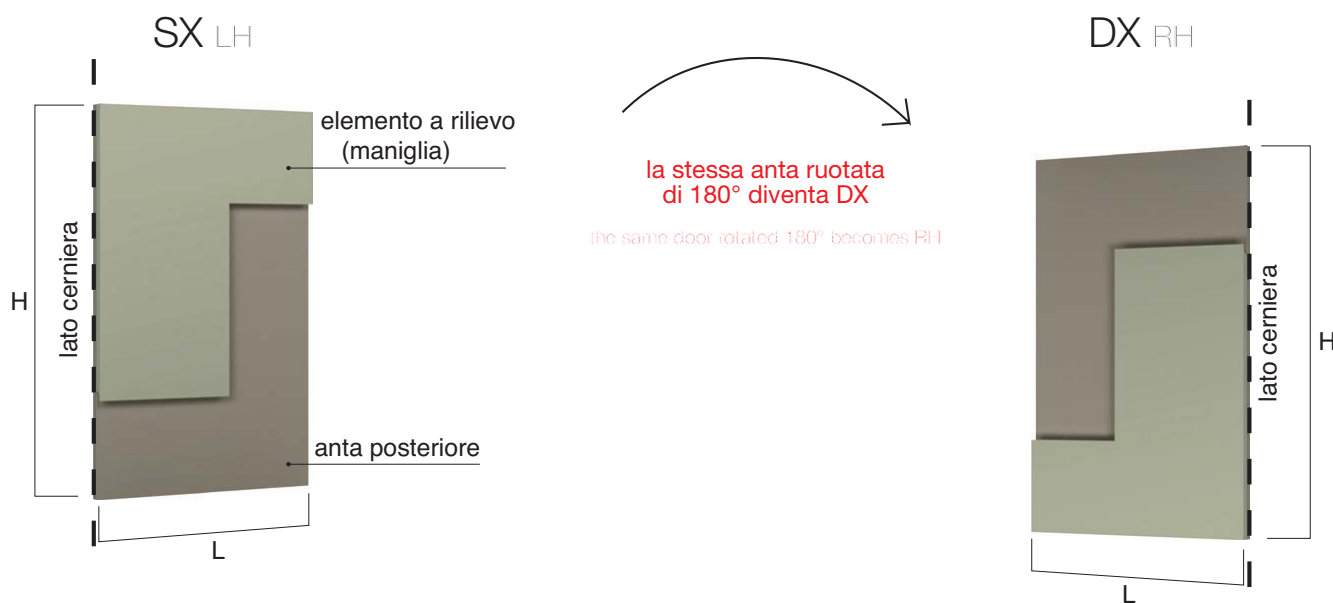 SX LH
DX RH
elemento a rilievo
(maniglia)
la stessa anta ruotata
di 180° diventa DX
the same door rotated 180° becomes RH
H
lato cerniera
anta posteriore
L
lato cerniera
H
L